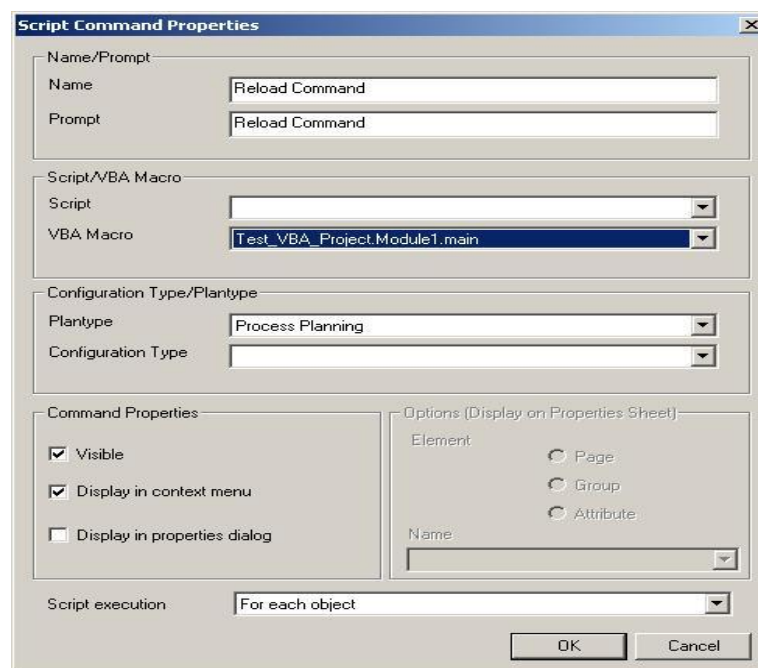 Script Command Properties
Name/Prompt
Name
Reload Command
Prompt
Reload Command
Script/VBA Macro
Script
VBA Macro
Test_VBA_Project.Module1.main
Configuration Type/Plantype
Plantype
Process Planning
Configuration Type
Command Properties
Visible
Display in context menu
Display in properties dialog
Options (Display on Properties Sheet)
Element
Page
Group
Attribute
Name
Script execution
For each object
OK
Cancel